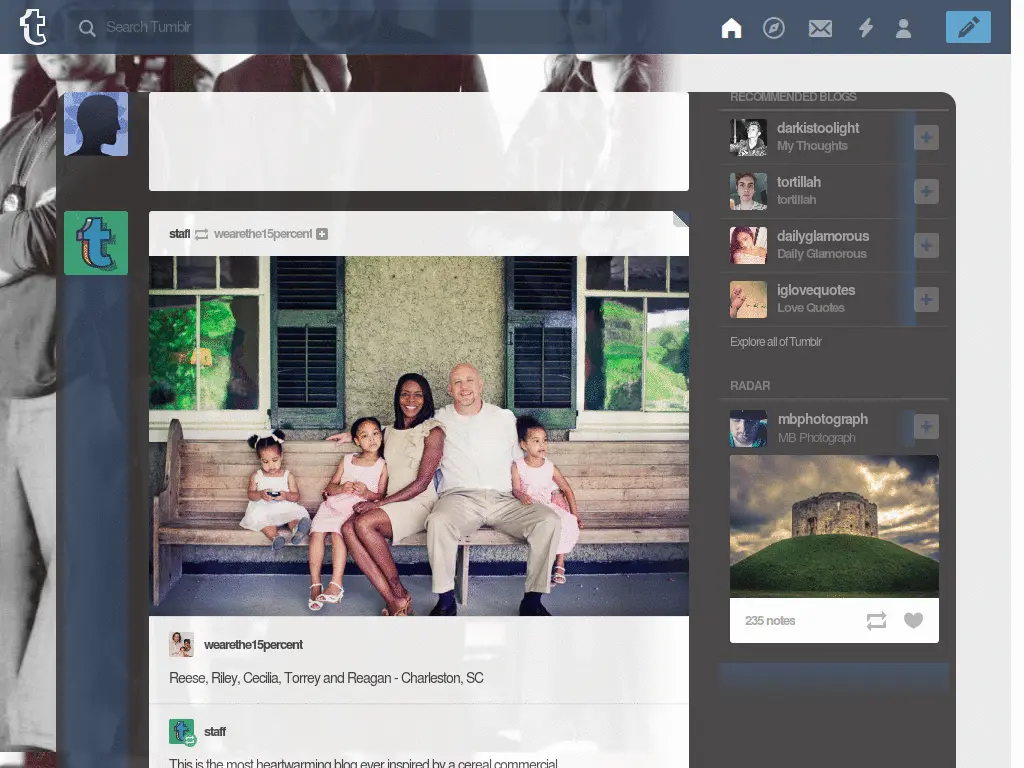 t
Search Tumblr
staff wearethe15percent
wearethe15percent
Reese, Riley, Cecilia, Torrey and Reagan - Charleston, SC
staff
This is the most heartwarming blog ever inspired by a cereal commercial
RECOMMENDED BLOGS
darkistoolight
My Thoughts
tortillah
tortillah
dailyglamorous
Daily Glamorous
iglovequotes
Love Quotes
Explore all of Tumblr
RADAR
mbphotograph
MB Photograph
235 notes